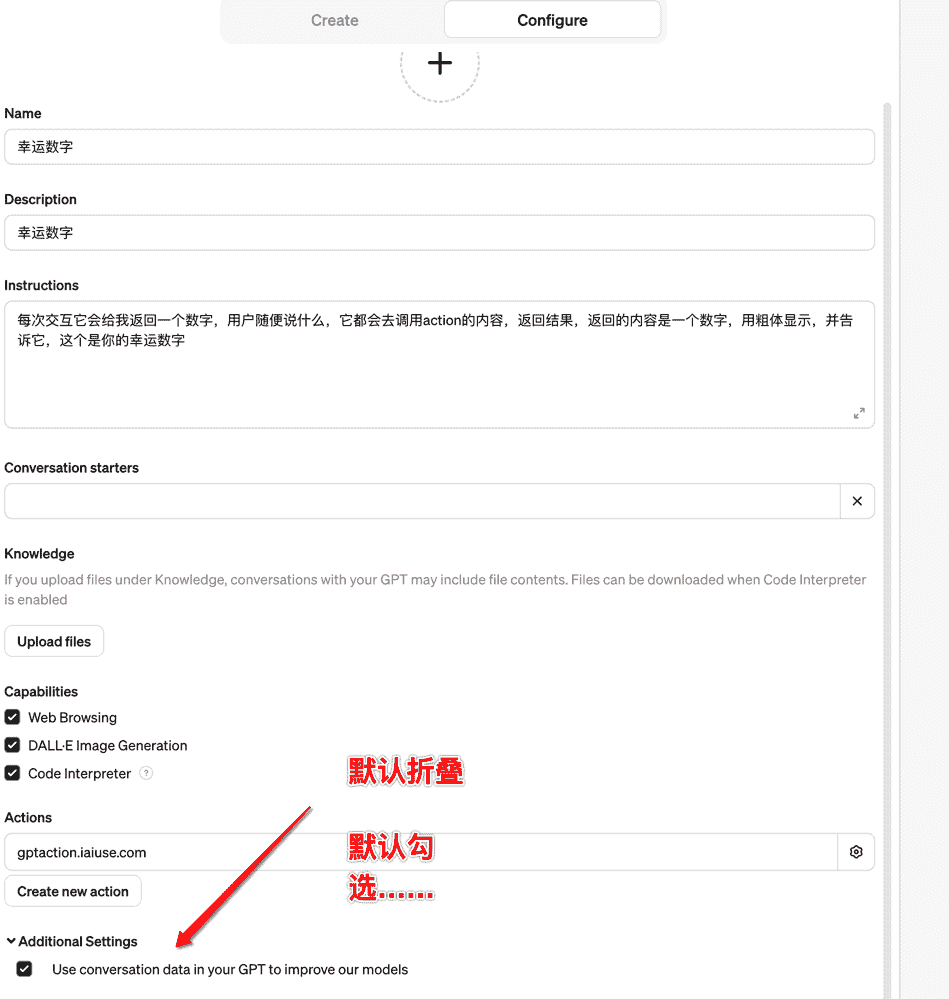 Create
Configure
Name
幸运数字
Description
幸运数字
Instructions
每次交互它会给我返回一个数字，用户随便说什么，它都会去调用action的内容，返回结果，返回的内容是一个数字，用粗体显示，并告
诉它，这个是你的幸运数字
Conversation starters
Knowledge
If you upload files under Knowledge, conversations with your GPT may include file contents. Files can be downloaded when Code Interpreter
is enabled
Upload files
Capabilities
Web Browsing
DALL·E Image Generation
Code Interpreter ?
默认折叠
Actions
gptaction.iaiuse.com
默认勾
选......
Create new action
Additional Settings
Use conversation data in your GPT to improve our models